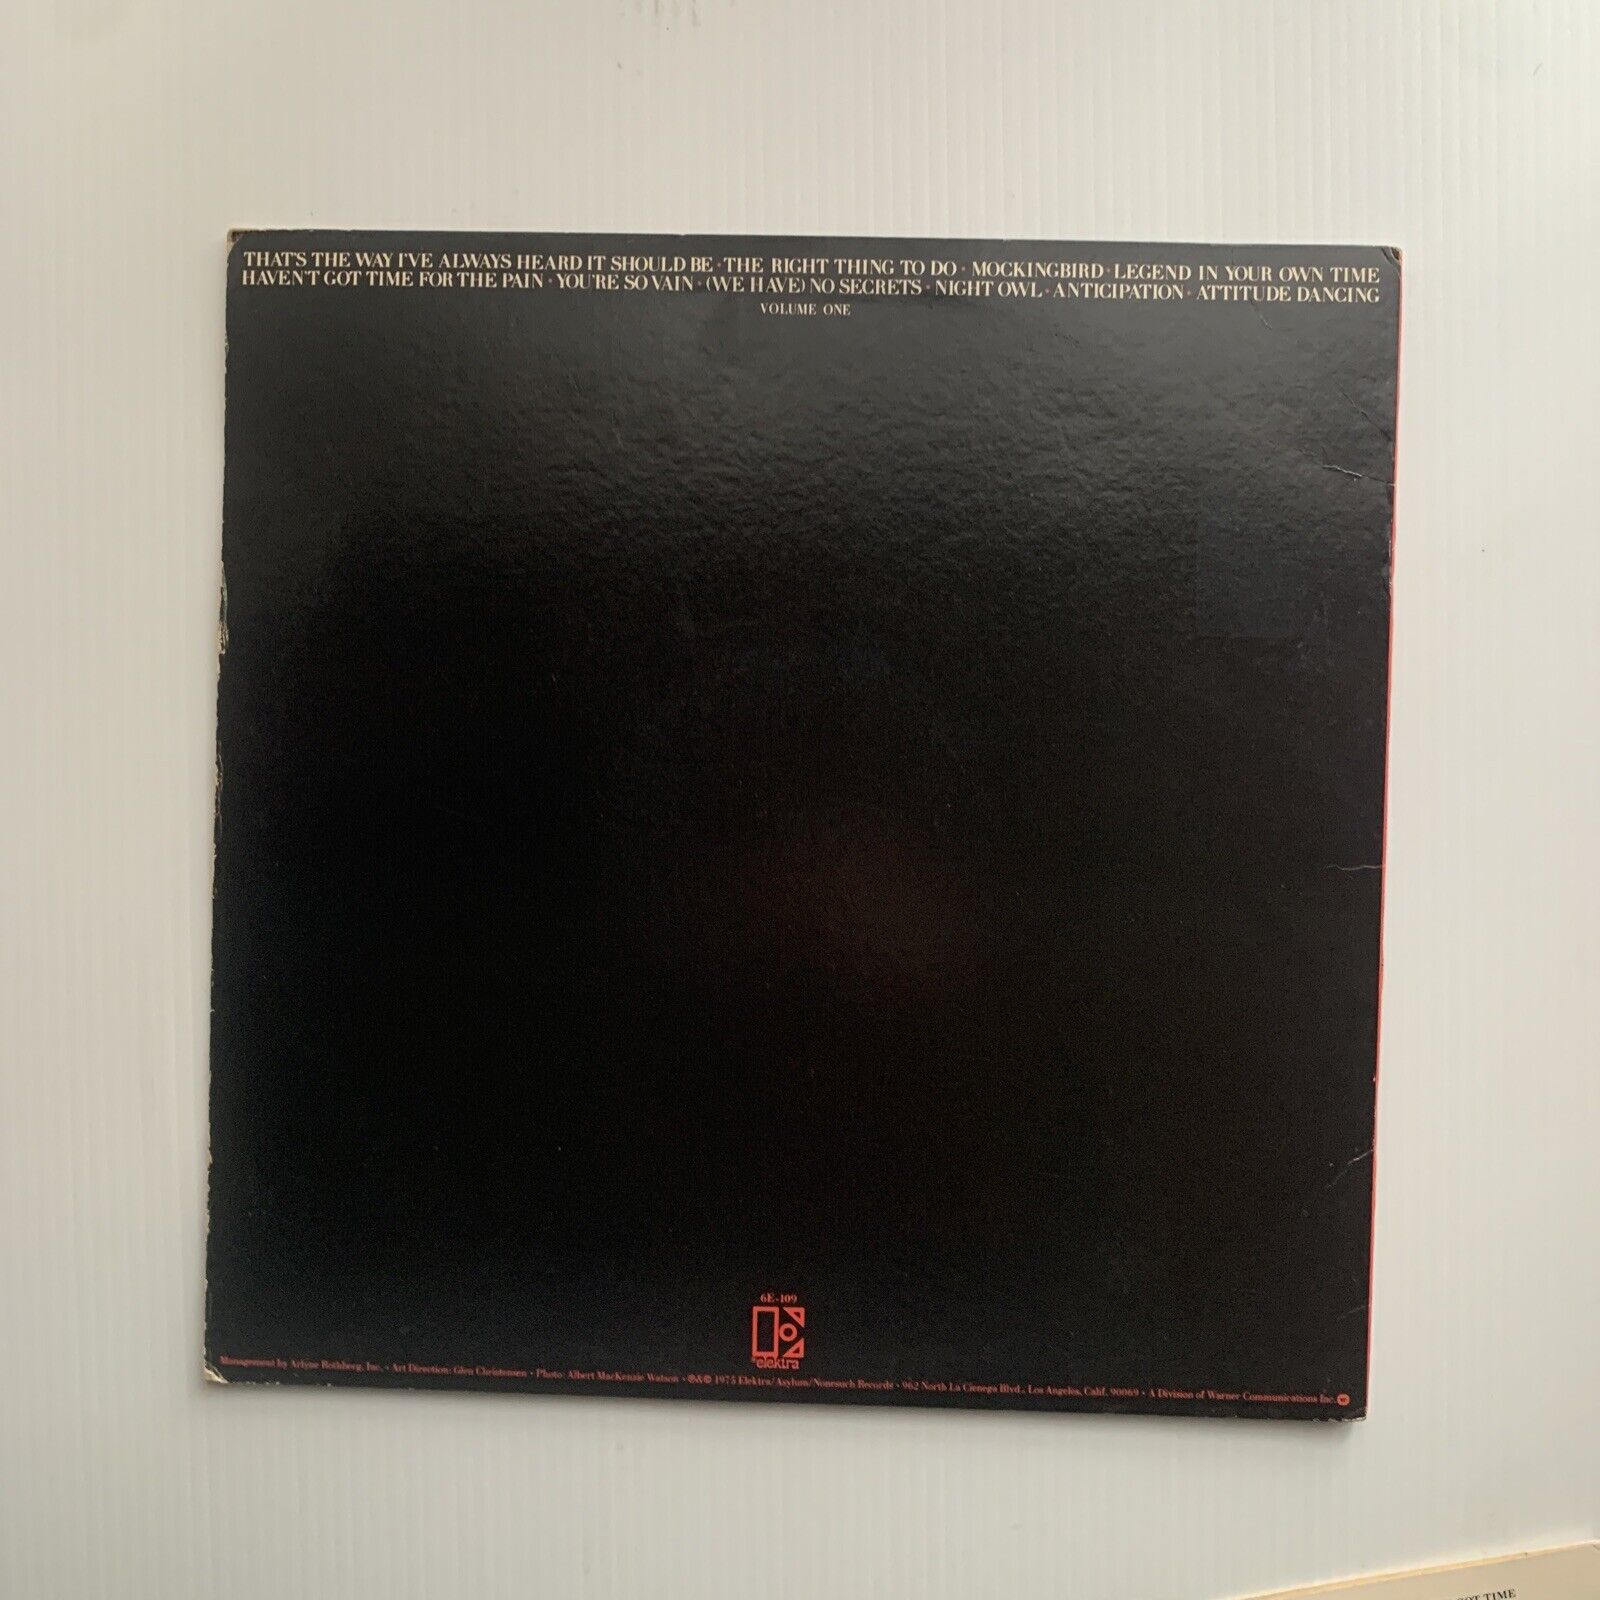 THAT'S THE WAY I'VE ALWAYS HEARD IT SHOULD BE • THE RIGHT THING TO DO • MOCKINGBIRD • LEGEND IN YOUR OWN TIME
HAVEN'T GOT TIME FOR THE PAIN • YOU'RE SO VAIN • (WE HAVE) NO SECRETS • NIGHT OWL • ANTICIPATION • ATTITUDE DANCING
VOLUME ONE
6E-109
elektra
Management by Arlyne Rothberg, Inc. • Art Direction: Glen Christensen • Photo: Albert MacKenzie Watson • ℗&© 1975 Elektra/Asylum/Nonesuch Records • 962 North La Cienega Blvd., Los Angeles, Calif. 90069 • A Division of Warner Communications Inc.
GOT TIME